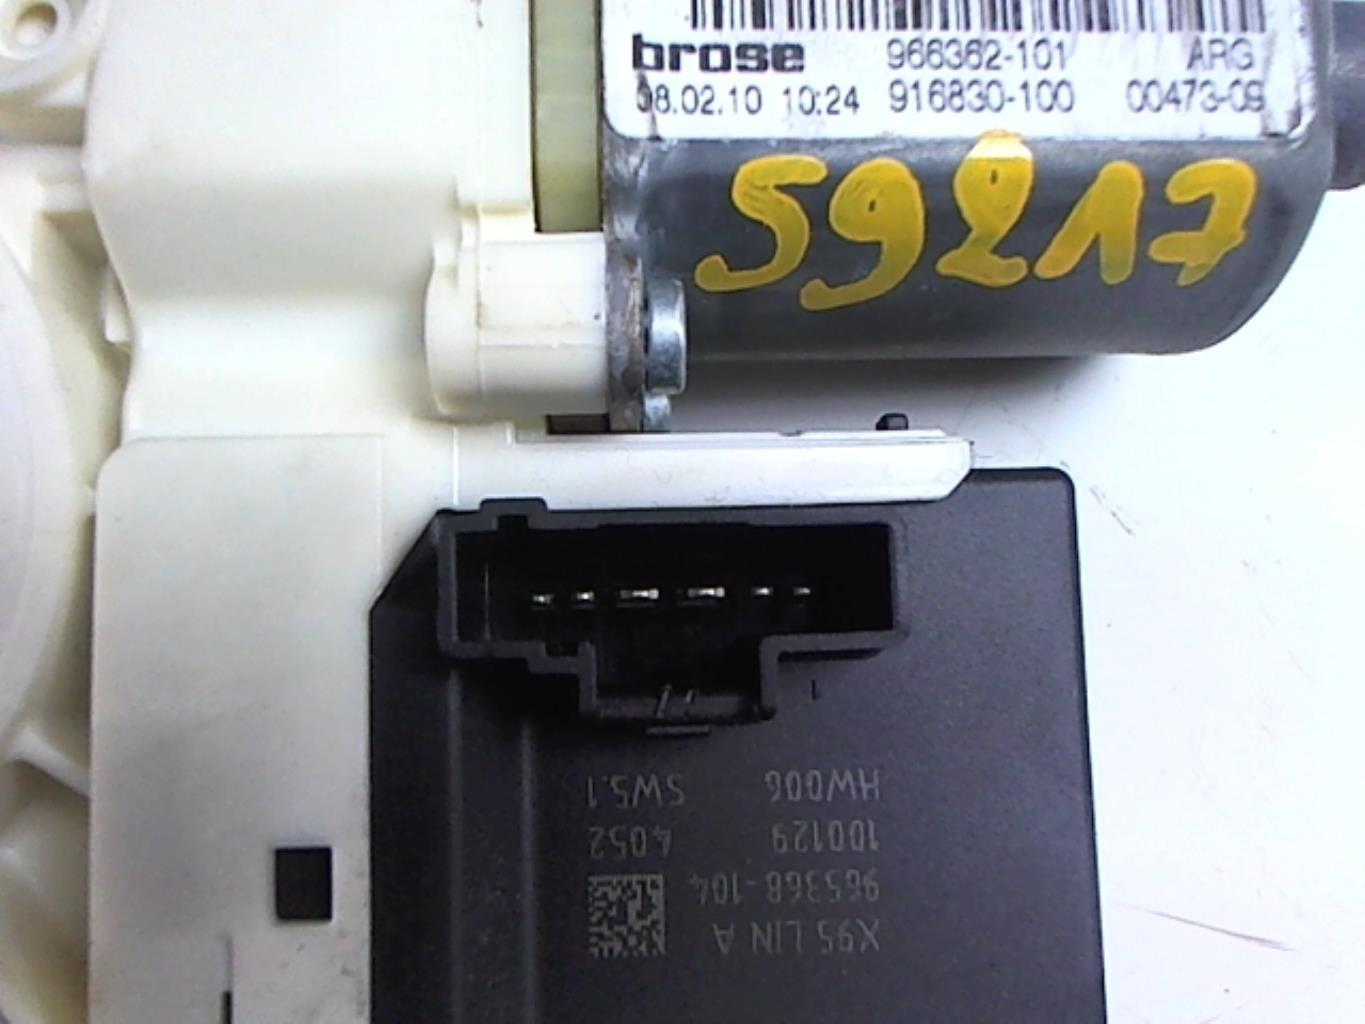 brose 966362-101 ARG
08.02.10 10:24 916830-100 00473-09
59217
X95 LIN A
965368-104
100129 4052
HW006 SW5.1
1